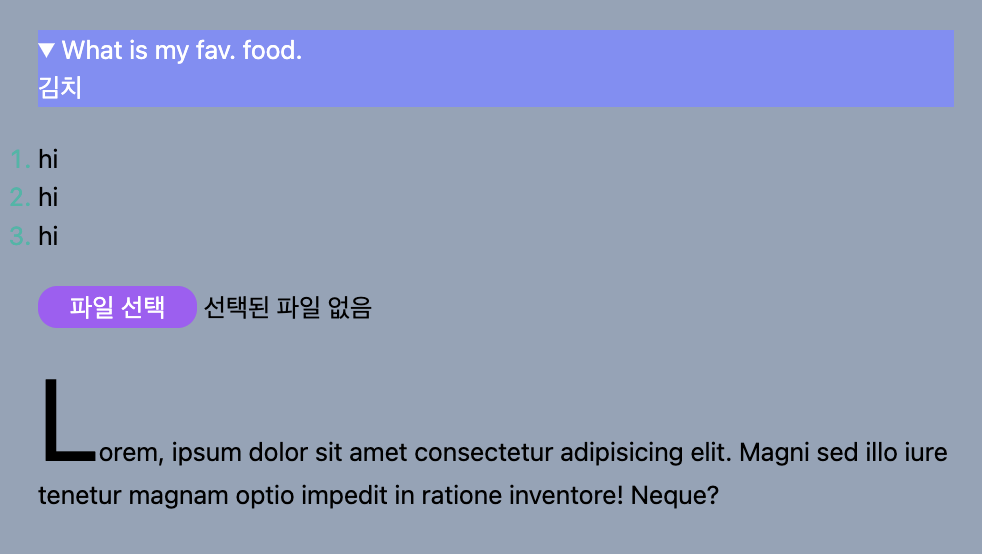 ▼ What is my fav. food.
김치
1. hi
2. hi
3. hi
파일 선택 선택된 파일 없음
Lorem, ipsum dolor sit amet consectetur adipisicing elit. Magni sed illo iure
tenetur magnam optio impedit in ratione inventore! Neque?